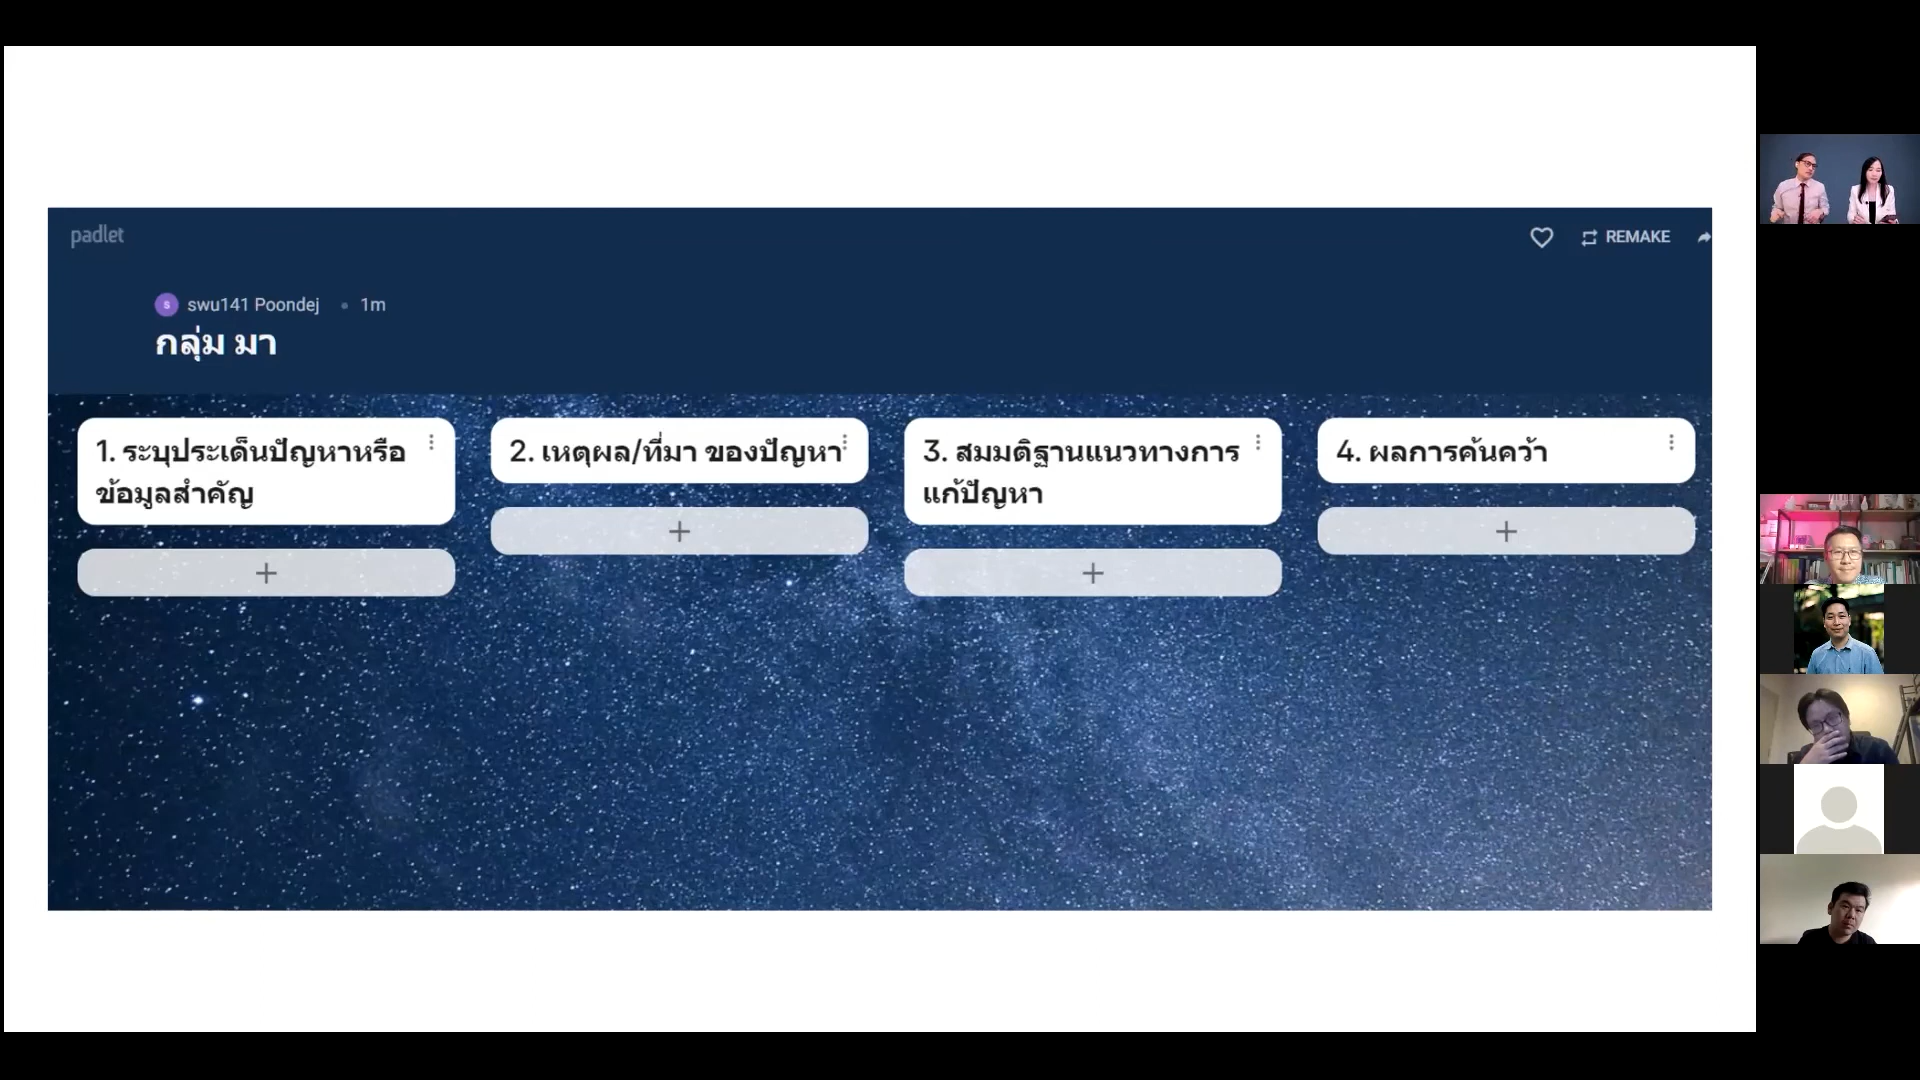 padlet
REMAKE
s
swu141 Poondej • 1m
กลุ่ม มา
1. ระบุประเด็นปัญหาหรือ
ข้อมูลสำคัญ
2. เหตุผล/ที่มา ของปัญหา
3. สมมติฐานแนวทางการ
แก้ปัญหา
4. ผลการค้นคว้า